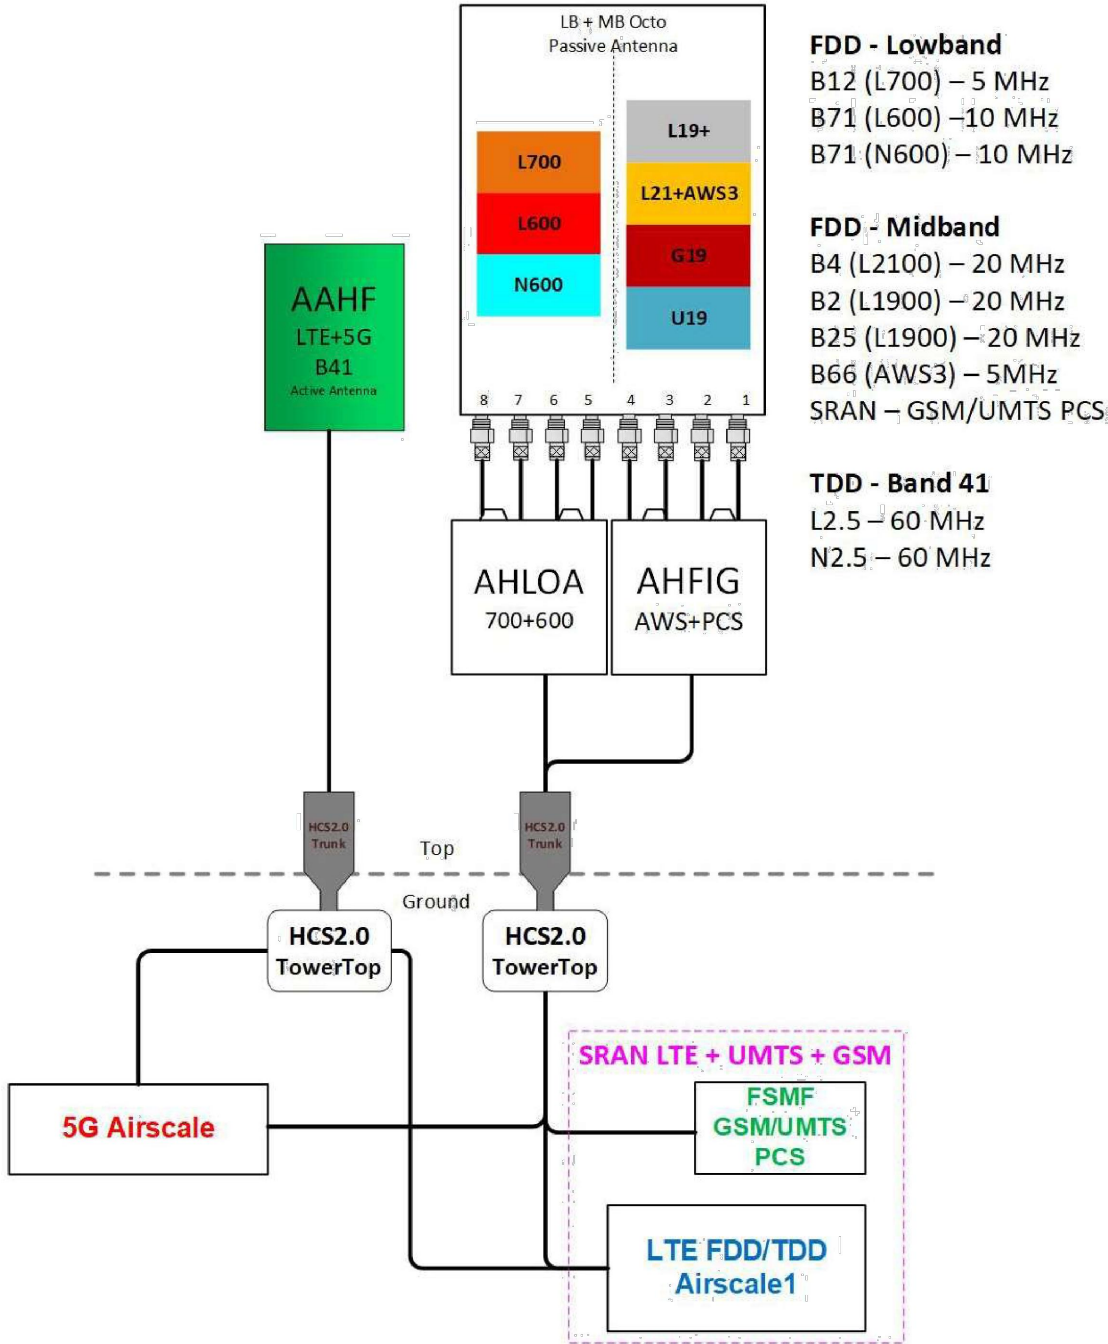 LB + MB Octo
Passive Antenna
L700
L600
N600
L19+
L21+AWS3
G19
U19
8 7 6 5 4 3 2 1
FDD - Lowband
B12 (L700) – 5 MHz
B71 (L600) –10 MHz
B71 (N600) – 10 MHz
FDD - Midband
B4 (L2100) – 20 MHz
B2 (L1900) – 20 MHz
B25 (L1900) – 20 MHz
B66 (AWS3) – 5MHz
SRAN – GSM/UMTS PCS
TDD - Band 41
L2.5 – 60 MHz
N2.5 – 60 MHz
AAHF
LTE+5G
B41
Active Antenna
AHLOA
700+600
AHFIG
AWS+PCS
HCS2.0
Trunk
HCS2.0
Trunk
Top
Ground
HCS2.0
TowerTop
HCS2.0
TowerTop
SRAN LTE + UMTS + GSM
5G Airscale
FSMF
GSM/UMTS
PCS
LTE FDD/TDD
Airscale1